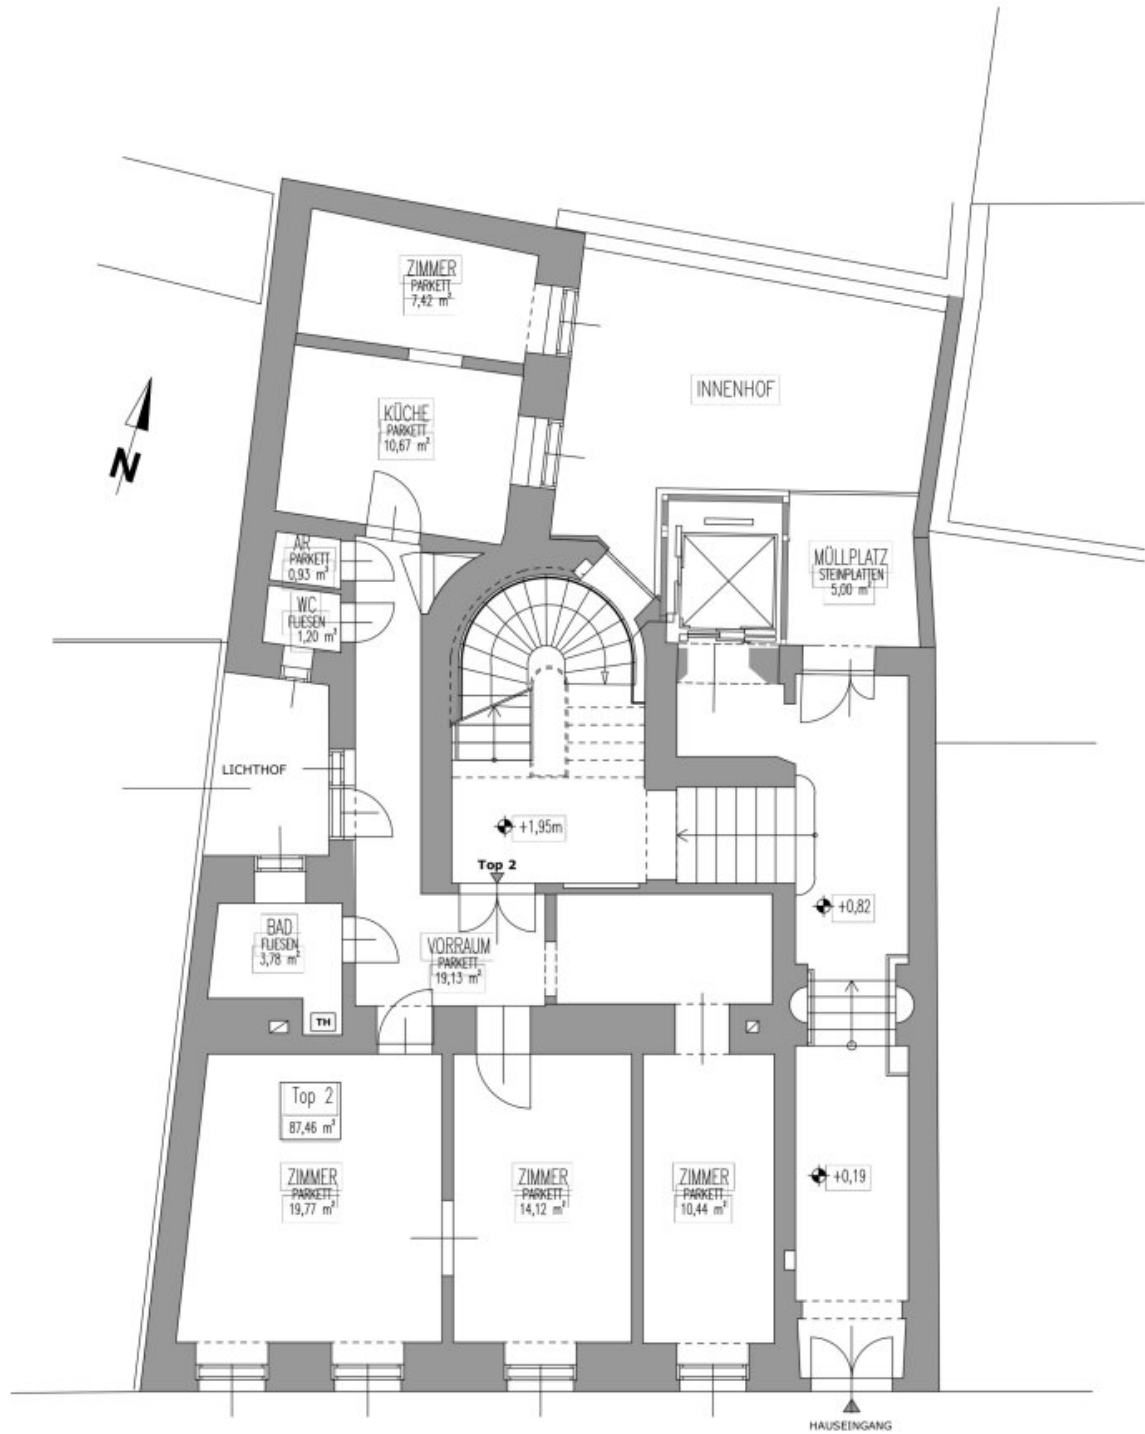 ZIMMER
PARKETT
7,42 m²
INNENHOF
KÜCHE
PARKETT
10,67 m²
N
AR
PARKETT
0,93 m²
MÜLLPLATZ
STEINPLATTEN
5,00 m²
WC
FLIESEN
1,20 m²
LICHTHOF
+1,95m
Top 2
+0,82
BAD
FLIESEN
3,78 m²
VORRAUM
PARKETT
19,13 m²
TH
Top 2
87,46 m²
ZIMMER
PARKETT
19,77 m²
ZIMMER
PARKETT
14,12 m²
ZIMMER
PARKETT
10,44 m²
+0,19
HAUSEINGANG